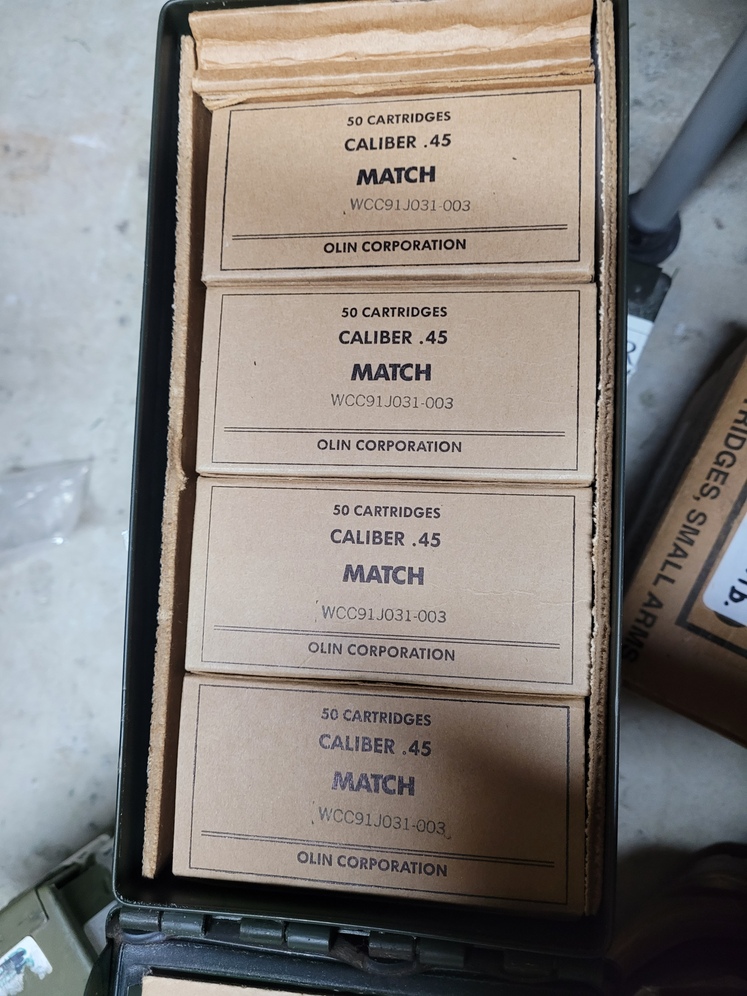 50 CARTRIDGES
CALIBER .45
MATCH
WCC91J031-003
OLIN CORPORATION
50 CARTRIDGES
CALIBER .45
MATCH
WCC91J031-003
OLIN CORPORATION
50 CARTRIDGES
CALIBER .45
MATCH
WCC91J031-003
OLIN CORPORATION
50 CARTRIDGES
CALIBER .45
MATCH
WCC91J031-003
OLIN CORPORATION
SMALL ARMS